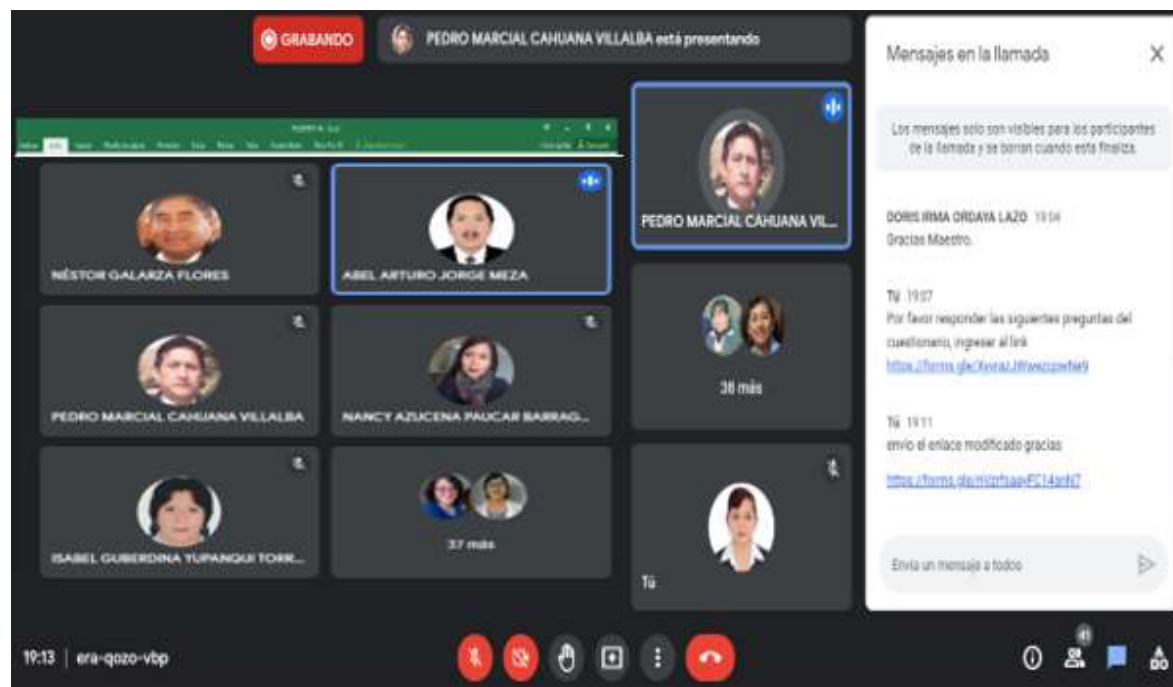 GRABANDO
PEDRO MARCIAL CAHUANA VILLALBA está presentando
NÉSTOR GALARZA FLORES
ABEL ARTURO JORGE MEZA
PEDRO MARCIAL CAHUANA VILLALBA
NANCY AZUCENA PAUCAR BARRAG...
ISABEL GUBERDINA YUPANQUI TORR...
37 más
PEDRO MARCIAL CAHUANA VIL...
38 más
Tú
Mensajes en la llamada
Los mensajes solo son visibles para los participantes
de la llamada y se borran cuando esta finaliza.
DORIS IRMA ORDAYA LAZO 19:04
Gracias Maestro.
Tú 19:07
Por favor responder las siguientes preguntas del
cuestionario, ingresar al link
Tú 19:11
envio el enlace modificado gracias
Envía un mensaje a todos
19:13 | era-qozo-vbp
41